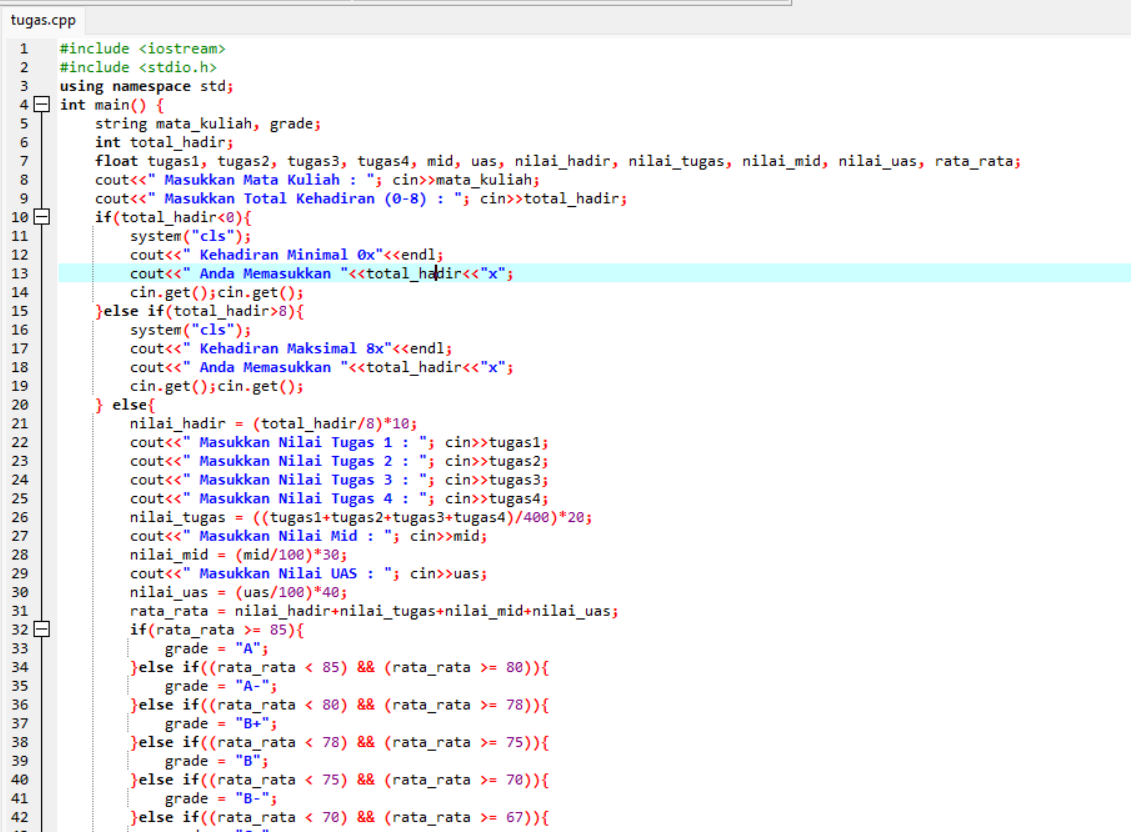 tugas.cpp
1 #include <iostream>
2 #include <stdio.h>
3 using namespace std;
4 int main() {
5 string mata_kuliah, grade;
6 int total_hadir;
7 float tugas1, tugas2, tugas3, tugas4, mid, uas, nilai_hadir, nilai_tugas, nilai_mid, nilai_uas, rata_rata;
8 cout<<" Masukkan Mata Kuliah : "; cin>>mata_kuliah;
9 cout<<" Masukkan Total Kehadiran (0-8) : "; cin>>total_hadir;
10 if(total_hadir<0){
11 system("cls");
12 cout<<" Kehadiran Minimal 0x"<<endl;
13 cout<<" Anda Memasukkan "<<total_hadir<<"x";
14 cin.get();cin.get();
15 }else if(total_hadir>8){
16 system("cls");
17 cout<<" Kehadiran Maksimal 8x"<<endl;
18 cout<<" Anda Memasukkan "<<total_hadir<<"x";
19 cin.get();cin.get();
20 } else{
21 nilai_hadir = (total_hadir/8)*10;
22 cout<<" Masukkan Nilai Tugas 1 : "; cin>>tugas1;
23 cout<<" Masukkan Nilai Tugas 2 : "; cin>>tugas2;
24 cout<<" Masukkan Nilai Tugas 3 : "; cin>>tugas3;
25 cout<<" Masukkan Nilai Tugas 4 : "; cin>>tugas4;
26 nilai_tugas = ((tugas1+tugas2+tugas3+tugas4)/400)*20;
27 cout<<" Masukkan Nilai Mid : "; cin>>mid;
28 nilai_mid = (mid/100)*30;
29 cout<<" Masukkan Nilai UAS : "; cin>>uas;
30 nilai_uas = (uas/100)*40;
31 rata_rata = nilai_hadir+nilai_tugas+nilai_mid+nilai_uas;
32 if(rata_rata >= 85){
33 grade = "A";
34 }else if((rata_rata < 85) && (rata_rata >= 80)){
35 grade = "A-";
36 }else if((rata_rata < 80) && (rata_rata >= 78)){
37 grade = "B+";
38 }else if((rata_rata < 78) && (rata_rata >= 75)){
39 grade = "B";
40 }else if((rata_rata < 75) && (rata_rata >= 70)){
41 grade = "B-";
42 }else if((rata_rata < 70) && (rata_rata >= 67)){